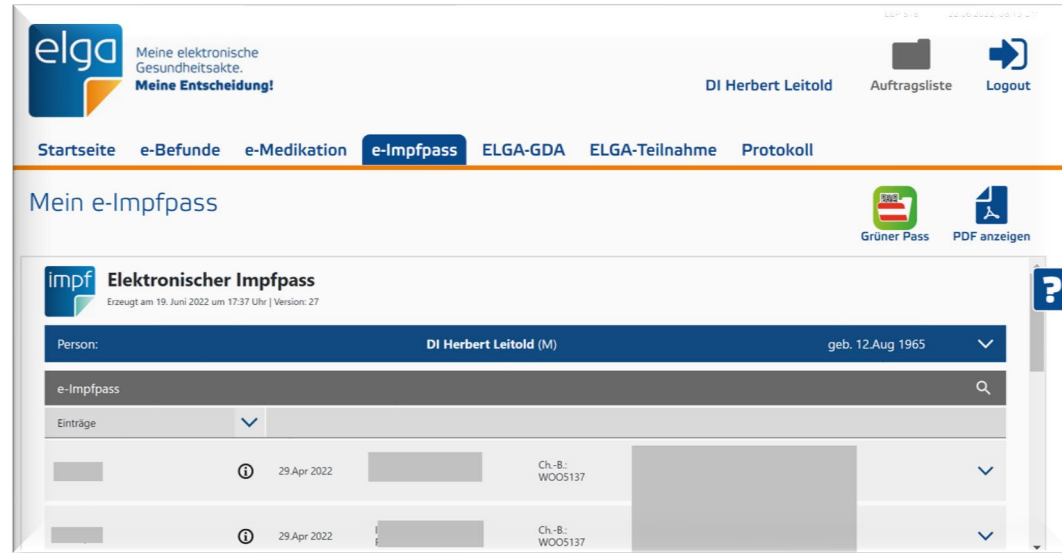 elga
Meine elektronische
Gesundheitsakte.
Meine Entscheidung!
DI Herbert Leitold
Auftragsliste
Logout
Startseite e-Befunde e-Medikation e-Impfpass ELGA-GDA ELGA-Teilnahme Protokoll
Mein e-Impfpass
Grüner Pass
PDF anzeigen
impf
Elektronischer Impfpass
Erzeugt am 19. Juni 2022 um 17:37 Uhr | Version: 27
?
Person: DI Herbert Leitold (M) geb. 12.Aug 1965
e-Impfpass
Einträge
29.Apr 2022 Ch.-B.:
WOO5137
29.Apr 2022 Ch.-B.:
WOO5137